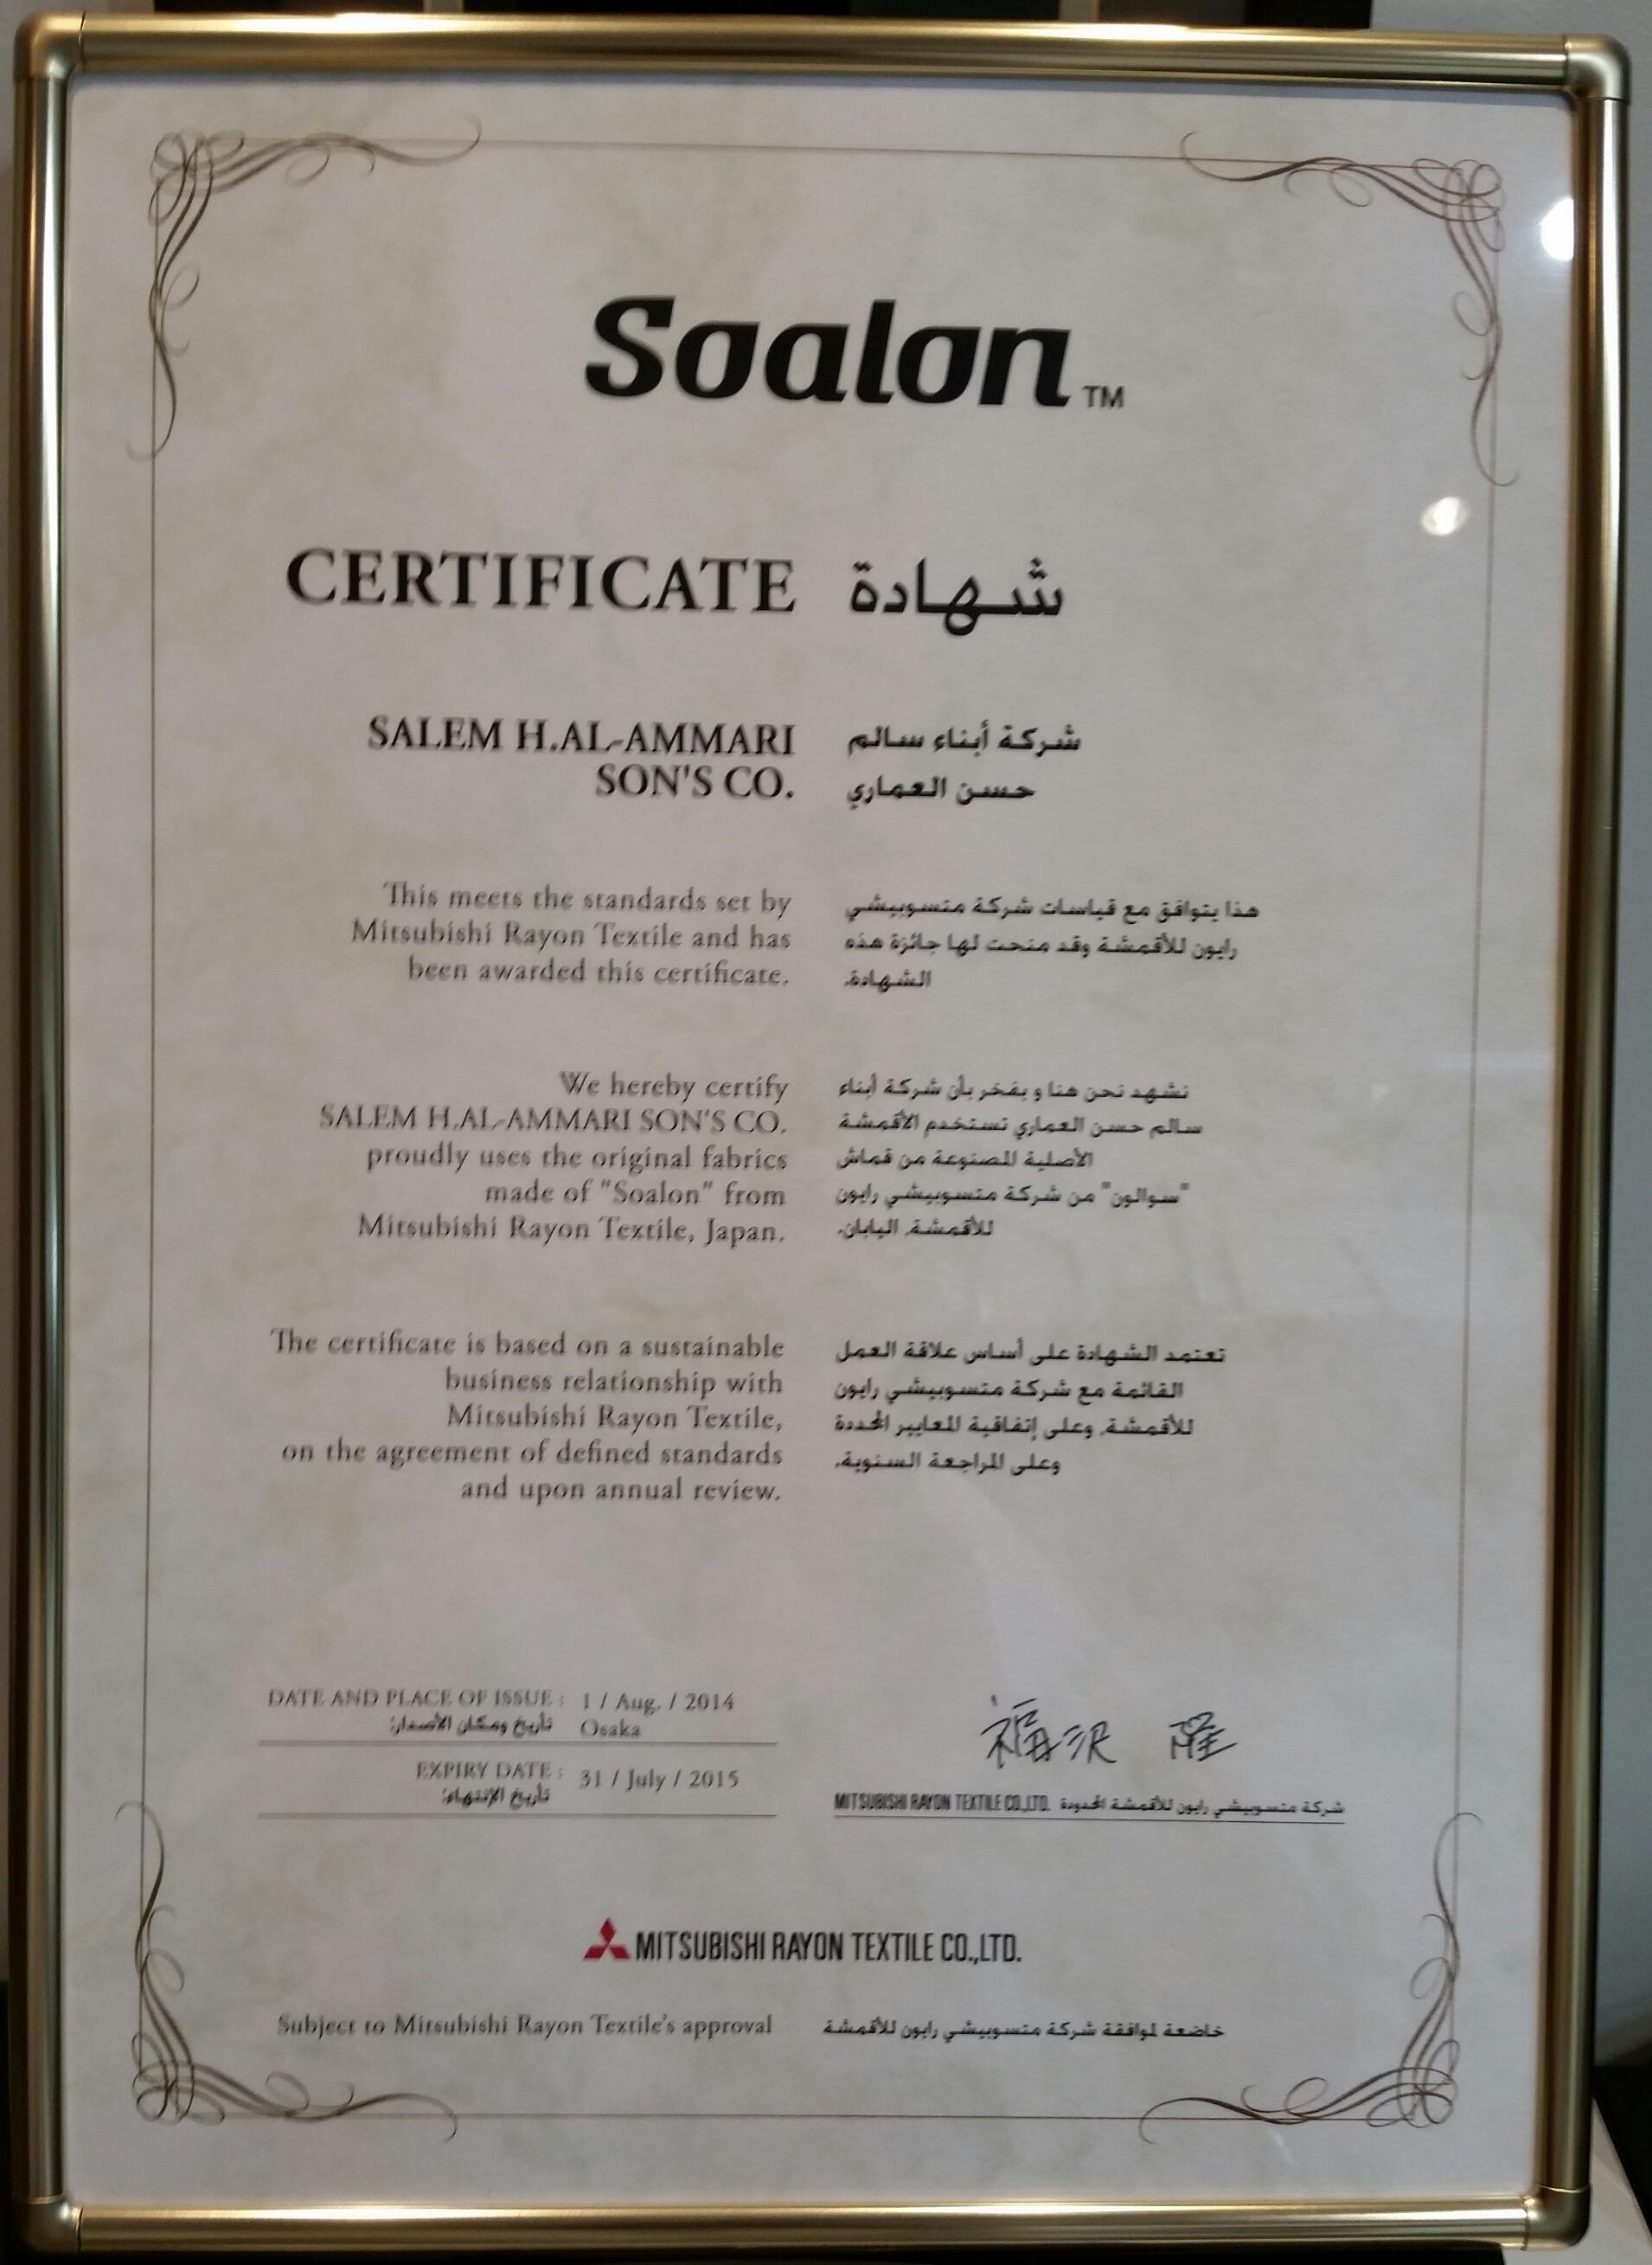 Soalon TM
CERTIFICATE شهادة
SALEM H.AL-AMMARI
SON'S CO.
شركة أبناء سالم
حسن العماري
This meets the standards set by
Mitsubishi Rayon Textile and has
been awarded this certificate.
هذا يتوافق مع قياسات شركة متسوبيشي
رايون للأقمشة وقد منحت لها جائزة هذه
الشهادة.
We hereby certify
SALEM H.AL-AMMARI SON'S CO.
proudly uses the original fabrics
made of "Soalon" from
Mitsubishi Rayon Textile, Japan.
نشهد نحن هنا و بفخر بأن شركة أبناء
سالم حسن العماري تستخدم الأقمشة
الأصلية المصنوعة من قماش
"سوالون" من شركة متسوبيشي رايون
للأقمشة، اليابان.
The certificate is based on a sustainable
business relationship with
Mitsubishi Rayon Textile,
on the agreement of defined standards
and upon annual review.
تعتمد الشهادة على أساس علاقة العمل
القائمة مع شركة متسوبيشي رايون
للأقمشة، وعلى إتفاقية المعايير المحددة
وعلى المراجعة السنوية.
DATE AND PLACE OF ISSUE : 1 / Aug. / 2014
تأريخ ومكان الأصدار: Osaka
EXPIRY DATE : 31 / July / 2015
تأريخ الإنتهاء:
福沢
MITSUBISHI RAYON TEXTILE CO.,LTD. شركة متسوبيشي رايون للأقمشة المحدودة
MITSUBISHI RAYON TEXTILE CO.,LTD.
Subject to Mitsubishi Rayon Textile's approval خاضعة لموافقة شركة متسوبيشي رايون للأقمشة